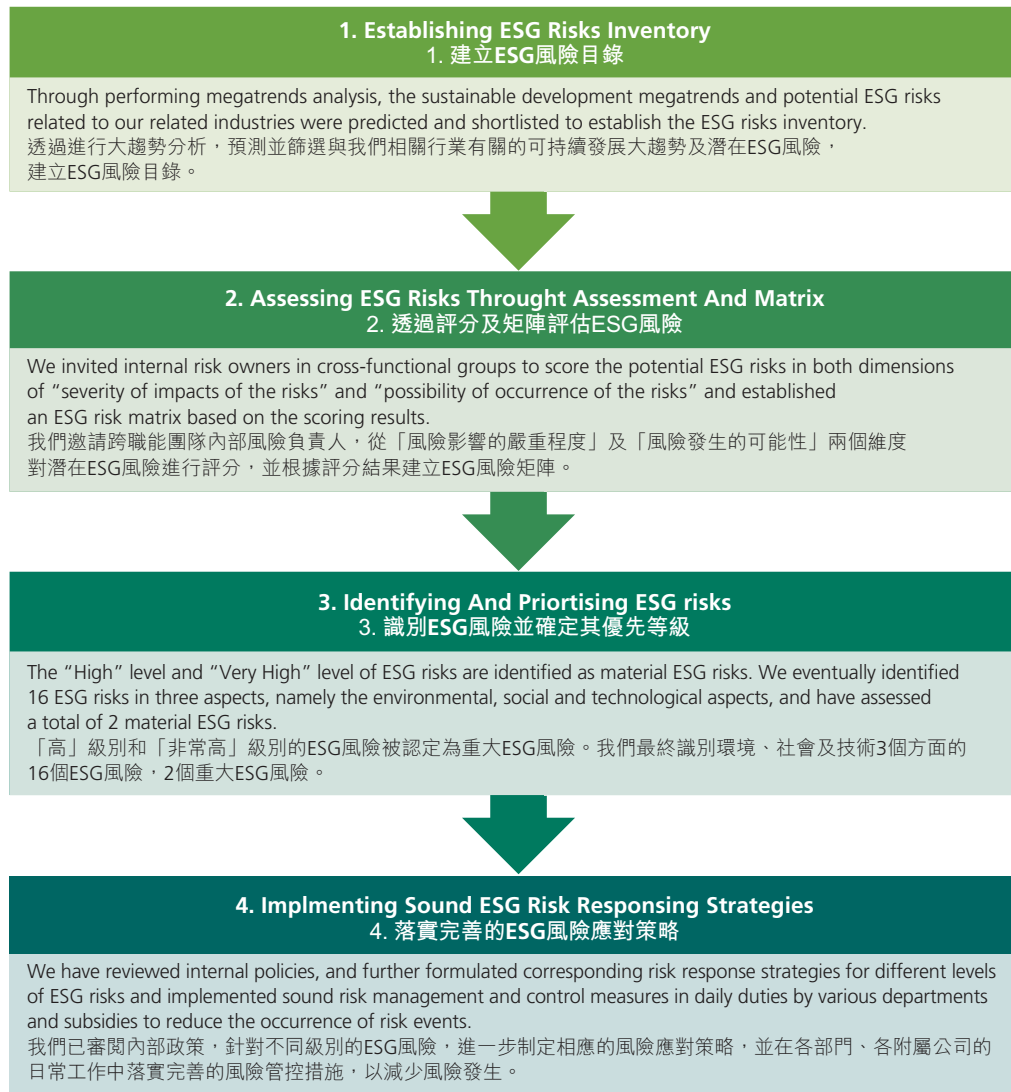 1. Establishing ESG Risks Inventory
1. 建立ESG風險目錄
Through performing megatrends analysis, the sustainable development megatrends and potential ESG risks
related to our related industries were predicted and shortlisted to establish the ESG risks inventory.
透過進行大趨勢分析，預測並篩選與我們相關行業有關的可持續發展大趨勢及潛在ESG風險，
建立ESG風險目錄。
2. Assessing ESG Risks Throught Assessment And Matrix
2. 透過評分及矩陣評估ESG風險
We invited internal risk owners in cross-functional groups to score the potential ESG risks in both dimensions
of “severity of impacts of the risks” and “possibility of occurrence of the risks” and established
an ESG risk matrix based on the scoring results.
我們邀請跨職能團隊內部風險負責人，從「風險影響的嚴重程度」及「風險發生的可能性」兩個維度
對潛在ESG風險進行評分，並根據評分結果建立ESG風險矩陣。
3. Identifying And Priortising ESG risks
3. 識別ESG風險並確定其優先等級
The “High” level and “Very High” level of ESG risks are identified as material ESG risks. We eventually identified
16 ESG risks in three aspects, namely the environmental, social and technological aspects, and have assessed
a total of 2 material ESG risks.
「高」級別和「非常高」級別的ESG風險被認定為重大ESG風險。我們最終識別環境、社會及技術3個方面的
16個ESG風險，2個重大ESG風險。
4. Implmenting Sound ESG Risk Responsing Strategies
4. 落實完善的ESG風險應對策略
We have reviewed internal policies, and further formulated corresponding risk response strategies for different levels
of ESG risks and implemented sound risk management and control measures in daily duties by various departments
and subsidies to reduce the occurrence of risk events.
我們已審閱內部政策，針對不同級別的ESG風險，進一步制定相應的風險應對策略，並在各部門、各附屬公司的
日常工作中落實完善的風險管控措施，以減少風險發生。